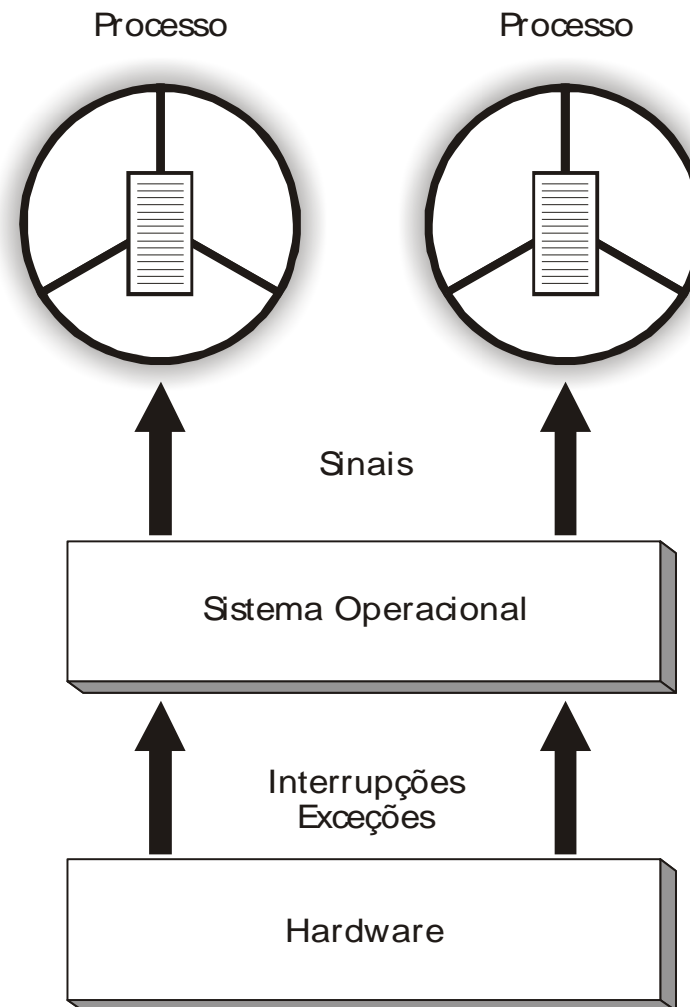 Processo
Processo
Sinais
Sistema Operacional
Interrupções
Exceções
Hardware